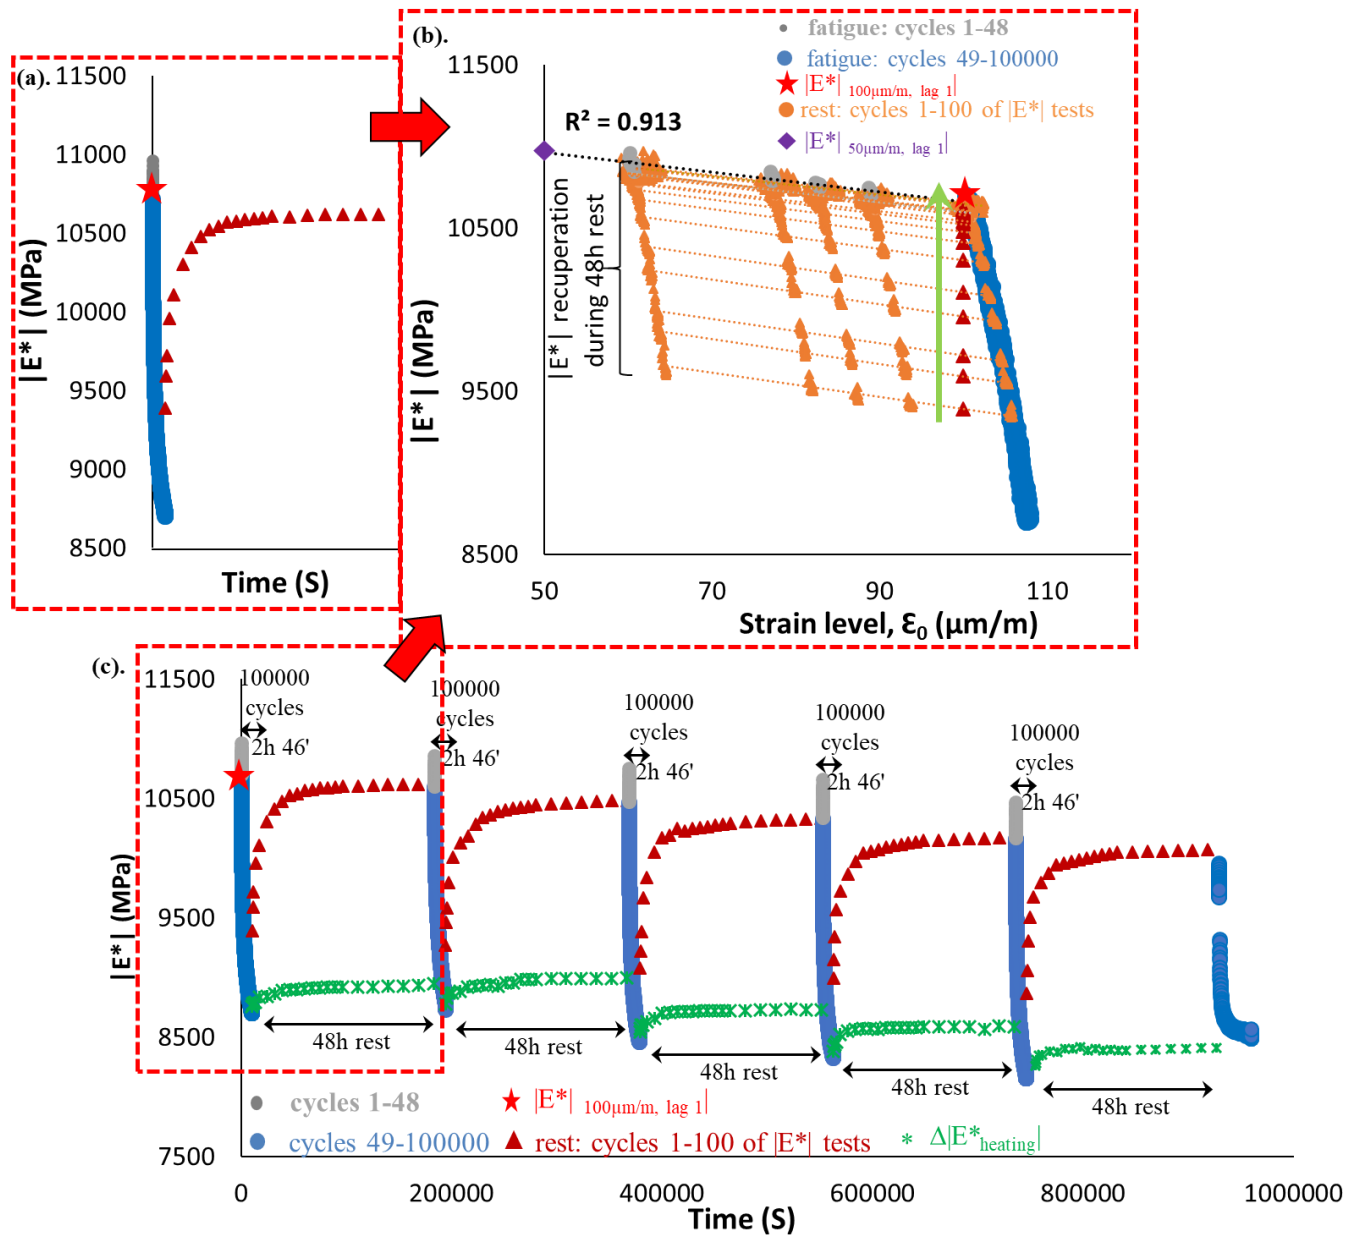 (a).
11500
11000
10500
10000
9500
9000
8500
|E*| (MPa)
Time (S)
(b).
fatigue: cycles 1-48
fatigue: cycles 49-100000
|E*| 100µm/m, lag 1|
rest: cycles 1-100 of |E*| tests
|E*| 50µm/m, lag 1|
R² = 0.913
11500
10500
9500
8500
|E*| (MPa)
|E*| recuperation
during 48h rest
50
70
90
110
Strain level, Ɛ0 (µm/m)
(c).
11500
10500
9500
8500
7500
|E*| (MPa)
100000
cycles
2h 46'
100000
cycles
2h 46'
100000
cycles
2h 46'
100000
cycles
2h 46'
100000
cycles
2h 46'
48h rest
48h rest
48h rest
48h rest
48h rest
cycles 1-48
|E*| 100µm/m, lag 1|
cycles 49-100000
rest: cycles 1-100 of |E*| tests
Δ|E*heating|
0
200000
400000
600000
800000
1000000
Time (S)